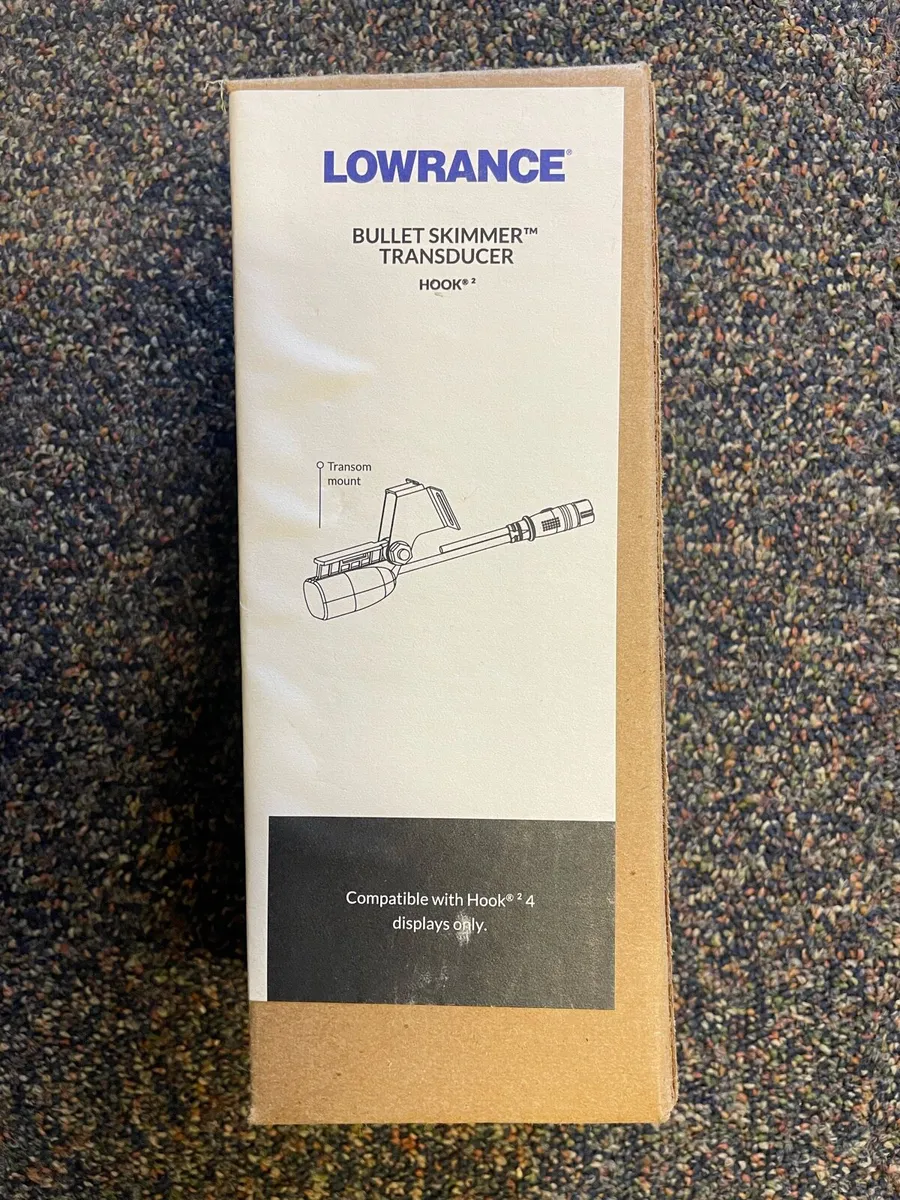 LOWRANCE®
BULLET SKIMMER™
TRANSDUCER
HOOK® ²
Transom
mount
Compatible with Hook® ² 4
displays only.